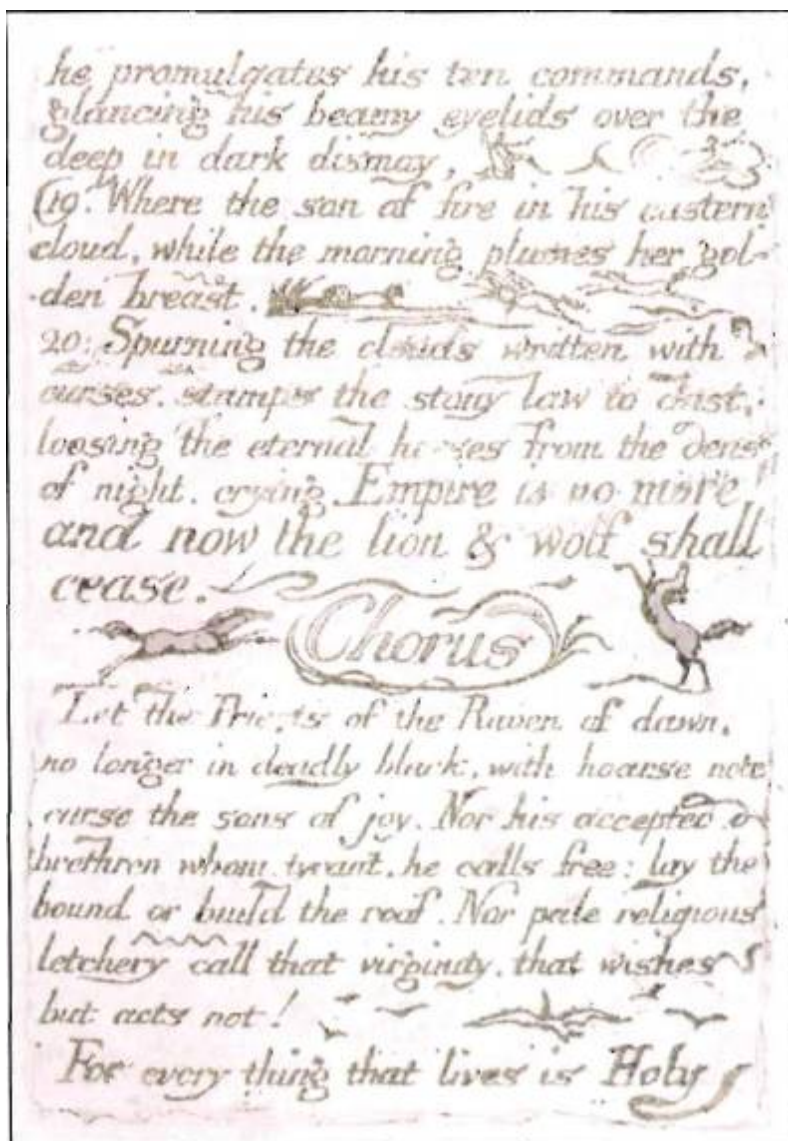 he promulgates his ten commands,
glancing his beamy eyelids over the
deep in dark dismay,
19. Where the son of fire in his eastern
cloud, while the morning plumes her gol-
-den breast.
20. Spurning the clouds written with
curses, stamps the stony law to dust,
loosing the eternal horses from the dens
of night, crying Empire is no more!
and now the lion & wolf shall
cease.
Chorus
Let the Priests of the Raven of dawn,
no longer in deadly black, with hoarse note
curse the sons of joy. Nor his accepted
brethren whom, tyrant, he calls free: lay the
bound or build the roof. Nor pale religious
letchery call that virginity, that wishes
but acts not!
For every thing that lives is Holy